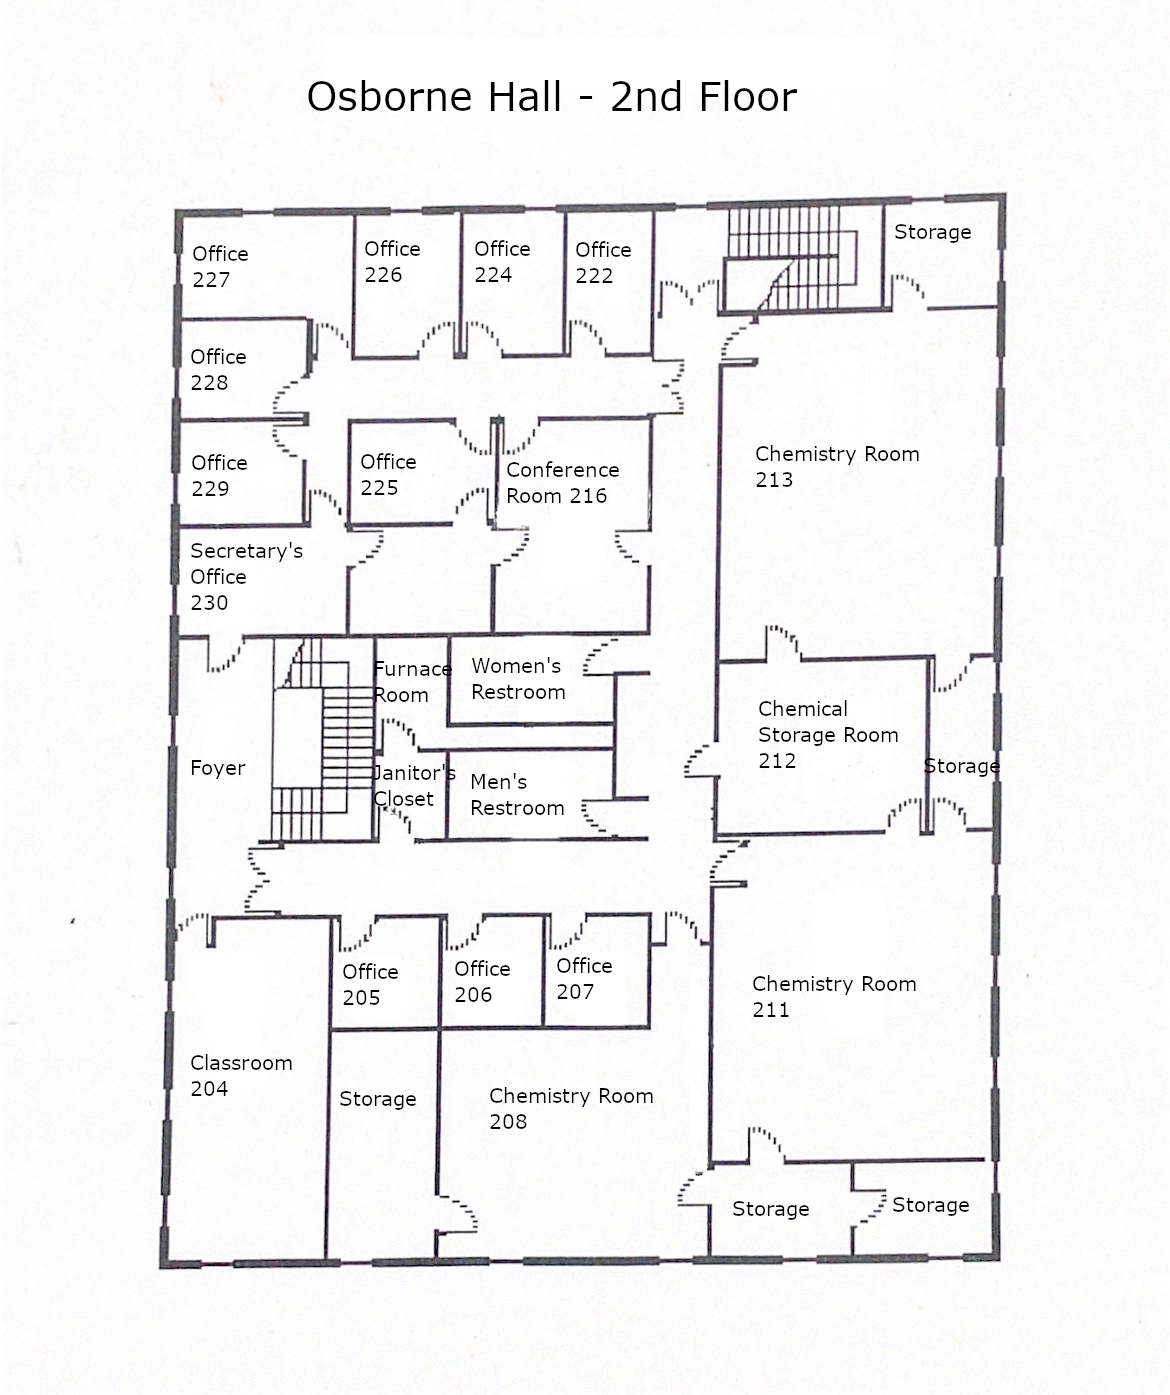 Osborne Hall - 2nd Floor
Office
227
Office
226
Office
224
Office
222
Storage
Office
228
Office
229
Office
225
Conference
Room 216
Chemistry Room
213
Secretary's
Office
230
Furnace
Room
Women's
Restroom
Chemical
Storage Room
212
Storage
Foyer
Janitor's
Closet
Men's
Restroom
Office
205
Office
206
Office
207
Chemistry Room
211
Classroom
204
Storage
Chemistry Room
208
Storage
Storage